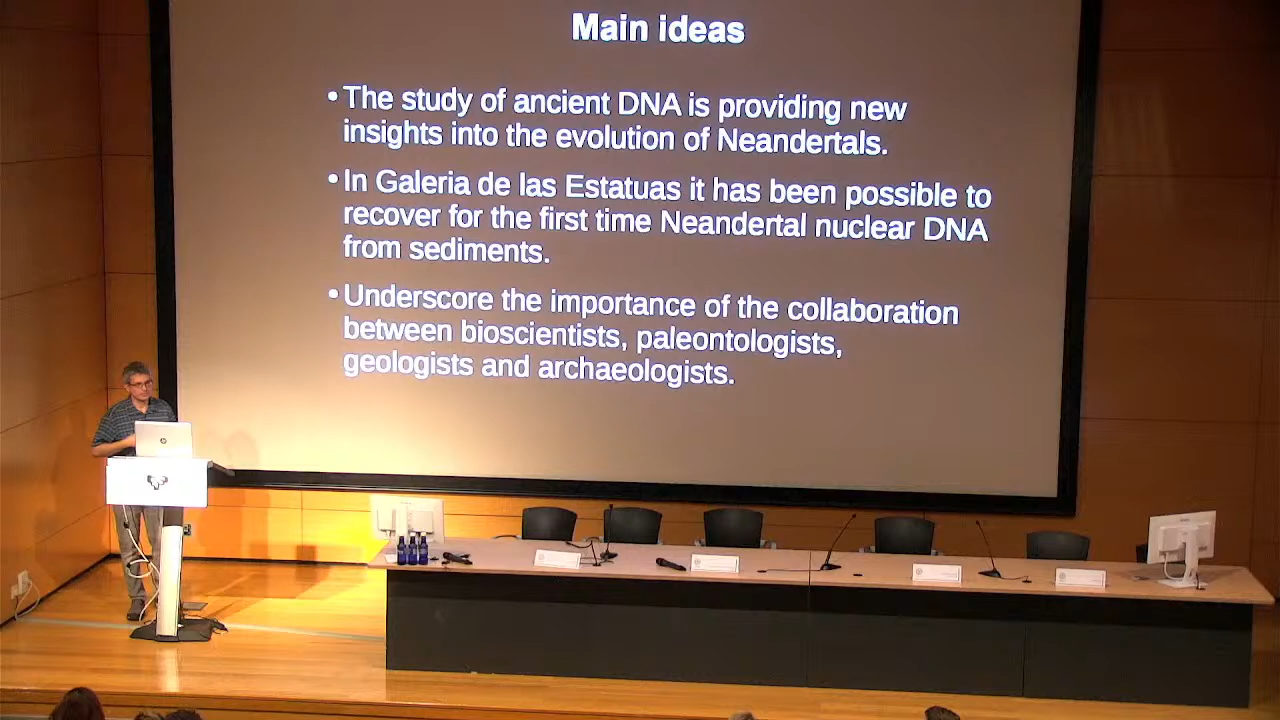 Main ideas
• The study of ancient DNA is providing new
insights into the evolution of Neandertals.
• In Galeria de las Estatuas it has been possible to
recover for the first time Neandertal nuclear DNA
from sediments.
• Underscore the importance of the collaboration
between bioscientists, paleontologists,
geologists and archaeologists.